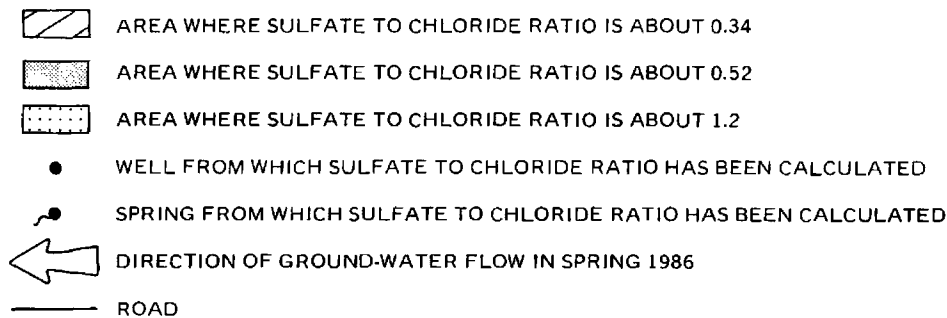 AREA WHERE SULFATE TO CHLORIDE RATIO IS ABOUT 0.34
AREA WHERE SULFATE TO CHLORIDE RATIO IS ABOUT 0.52
AREA WHERE SULFATE TO CHLORIDE RATIO IS ABOUT 1.2
WELL FROM WHICH SULFATE TO CHLORIDE RATIO HAS BEEN CALCULATED
SPRING FROM WHICH SULFATE TO CHLORIDE RATIO HAS BEEN CALCULATED
DIRECTION OF GROUND-WATER FLOW IN SPRING 1986
ROAD